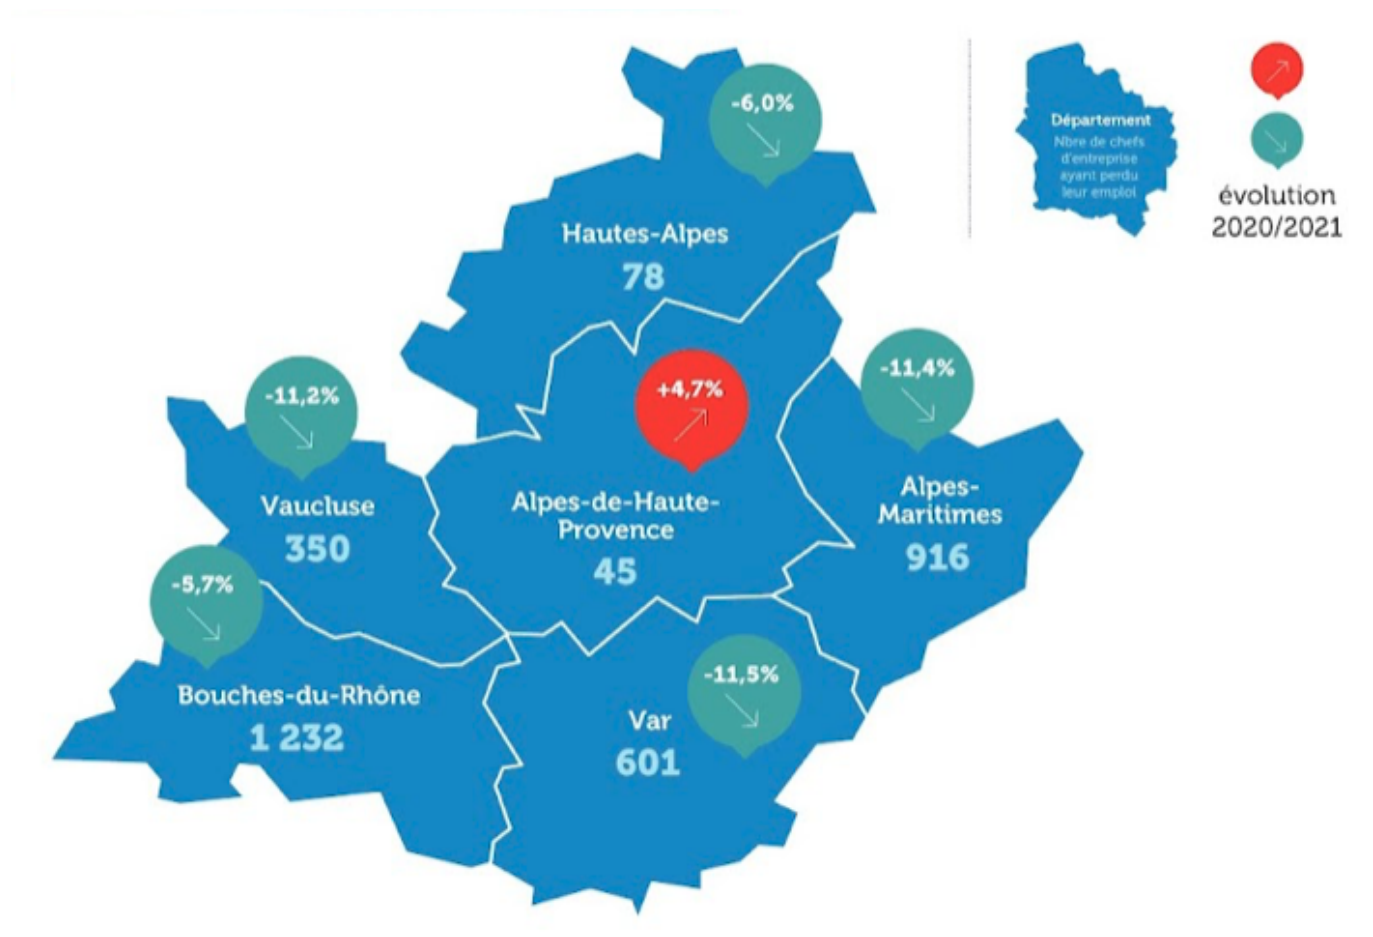 -6,0%
Hautes-Alpes
78
Département
Nbre de chefs
d'entreprise
ayant perdu
leur emploi
évolution
2020/2021
-11,2%
Vaucluse
350
+4,7%
Alpes-de-Haute-
Provence
45
-11,4%
Alpes-
Maritimes
916
-5,7%
Bouches-du-Rhône
1 232
-11,5%
Var
601